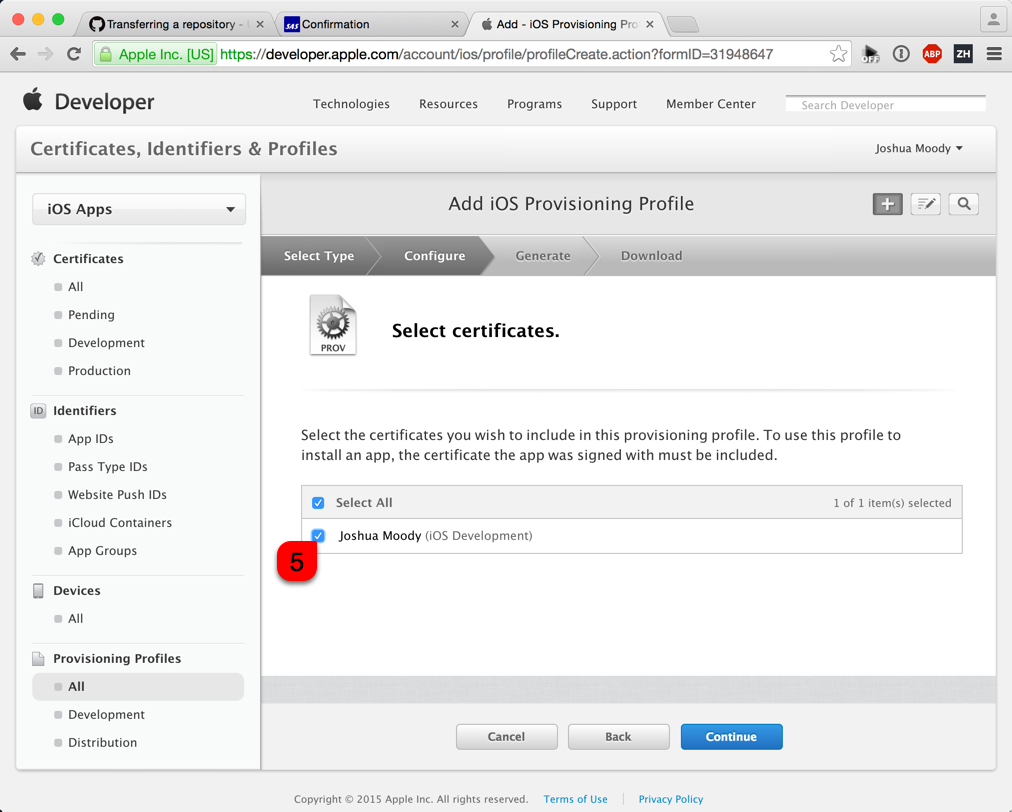 Transferring a repository -
SAS Confirmation
Add - iOS Provisioning Pro
Apple Inc. [US] https://developer.apple.com/account/ios/profile/profileCreate.action?formID=31948647
OFF
ABP
ZH
Developer
Technologies Resources Programs Support Member Center Search Developer
Certificates, Identifiers & Profiles
Joshua Moody
iOS Apps
Certificates
All
Pending
Development
Production
ID Identifiers
App IDs
Pass Type IDs
Website Push IDs
iCloud Containers
App Groups
Devices
All
Provisioning Profiles
All
Development
Distribution
Add iOS Provisioning Profile
Select Type Configure Generate Download
PROV
Select certificates.
Select the certificates you wish to include in this provisioning profile. To use this profile to
install an app, the certificate the app was signed with must be included.
Select All 1 of 1 item(s) selected
Joshua Moody (iOS Development)
5
Cancel Back Continue
Copyright © 2015 Apple Inc. All rights reserved. Terms of Use Privacy Policy